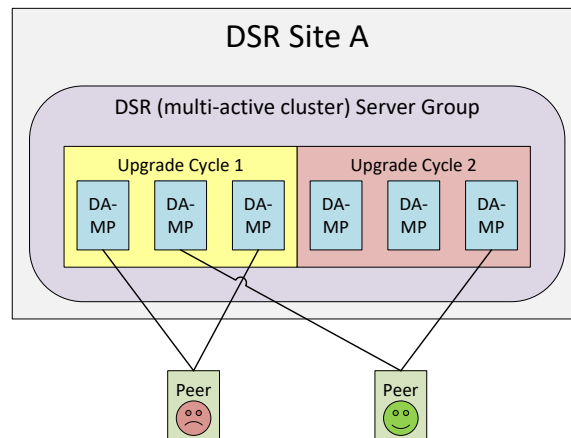 DSR Site A
DSR (multi-active cluster) Server Group
Upgrade Cycle 1
DA-
MP
DA-
MP
DA-
MP
Upgrade Cycle 2
DA-
MP
DA-
MP
DA-
MP
Peer
Peer